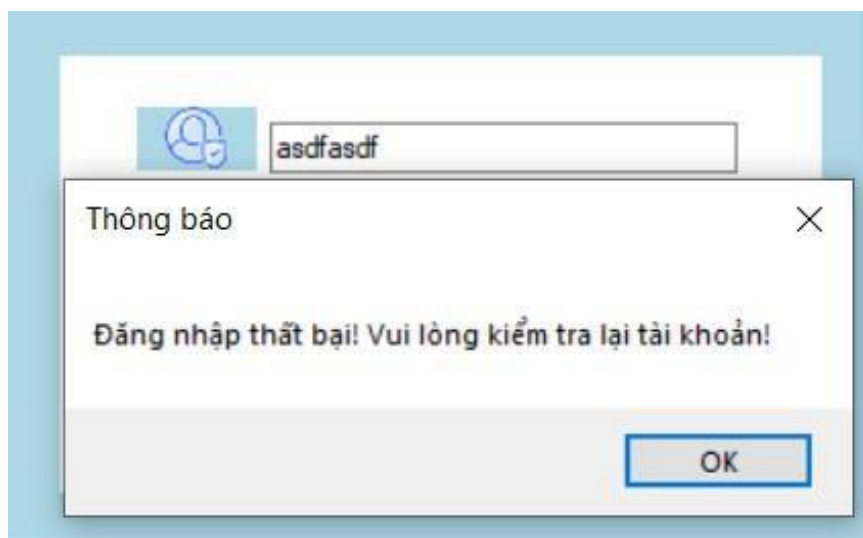 asdfasdf
Thông báo
Đăng nhập thất bại! Vui lòng kiểm tra lại tài khoản!
OK